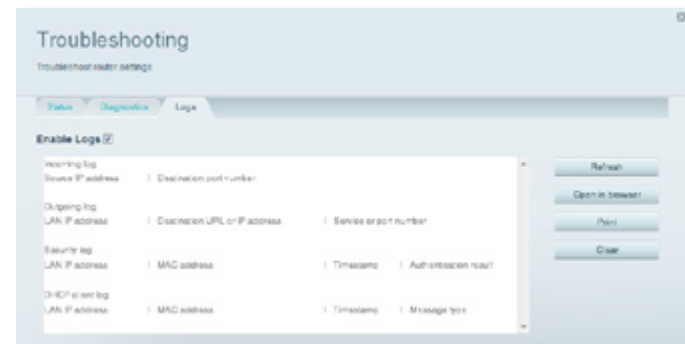 Troubleshooting
Troubleshoot router settings
Status Diagnostics Logs
Enable Logs
Incoming log
Source IP address | Destination port number
Outgoing log
LAN IP address | Destination URL or IP address | Service or port number
Security log
LAN IP address | MAC address | Timestamp | Authentication result
DHCP client log
LAN IP address | MAC address | Timestamp | Message type
Refresh
Open in browser
Print
Clear